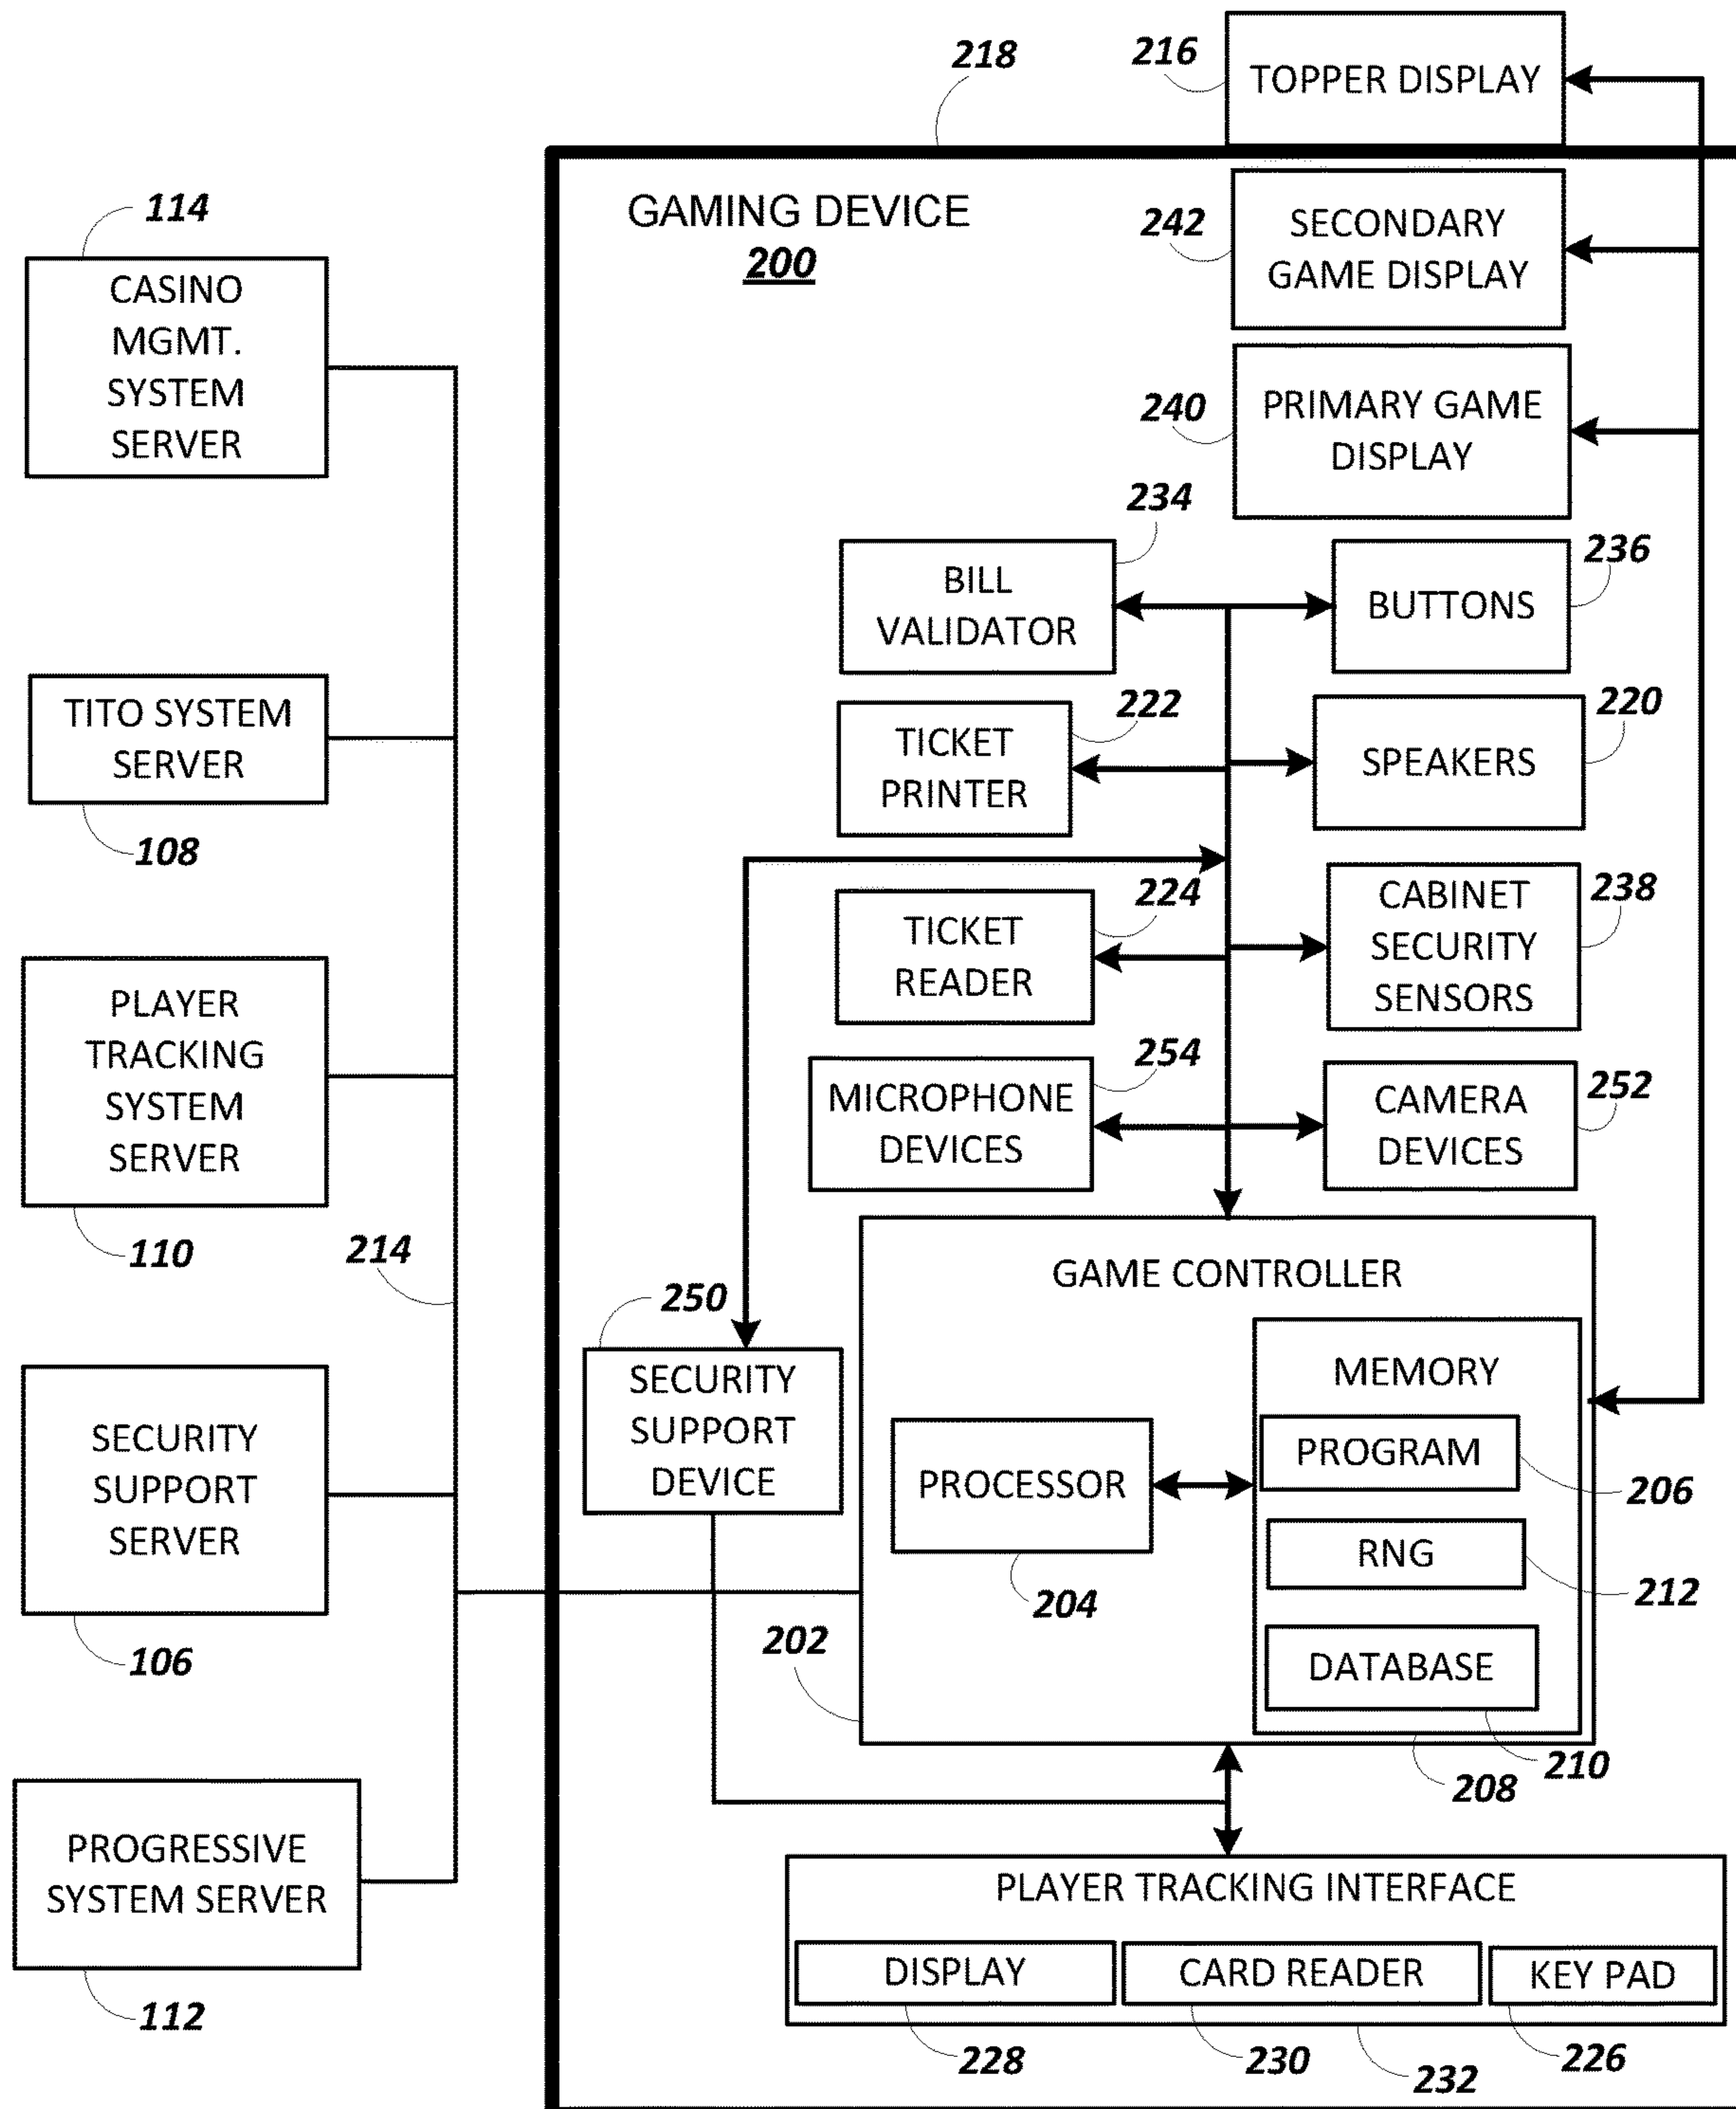 218
216
TOPPER DISPLAY
114
CASINO
MGMT.
SYSTEM
SERVER
GAMING DEVICE
200
242
SECONDARY
GAME DISPLAY
240
PRIMARY GAME
DISPLAY
234
BILL
VALIDATOR
236
BUTTONS
TITO SYSTEM
SERVER
108
222
TICKET
PRINTER
220
SPEAKERS
224
TICKET
READER
238
CABINET
SECURITY
SENSORS
PLAYER
TRACKING
SYSTEM
SERVER
110
214
254
MICROPHONE
DEVICES
252
CAMERA
DEVICES
250
SECURITY
SUPPORT
DEVICE
GAME CONTROLLER
MEMORY
PROGRAM
206
PROCESSOR
204
RNG
212
DATABASE
210
208
202
SECURITY
SUPPORT
SERVER
106
PROGRESSIVE
SYSTEM SERVER
112
PLAYER TRACKING INTERFACE
DISPLAY
CARD READER
KEY PAD
228
230
232
226